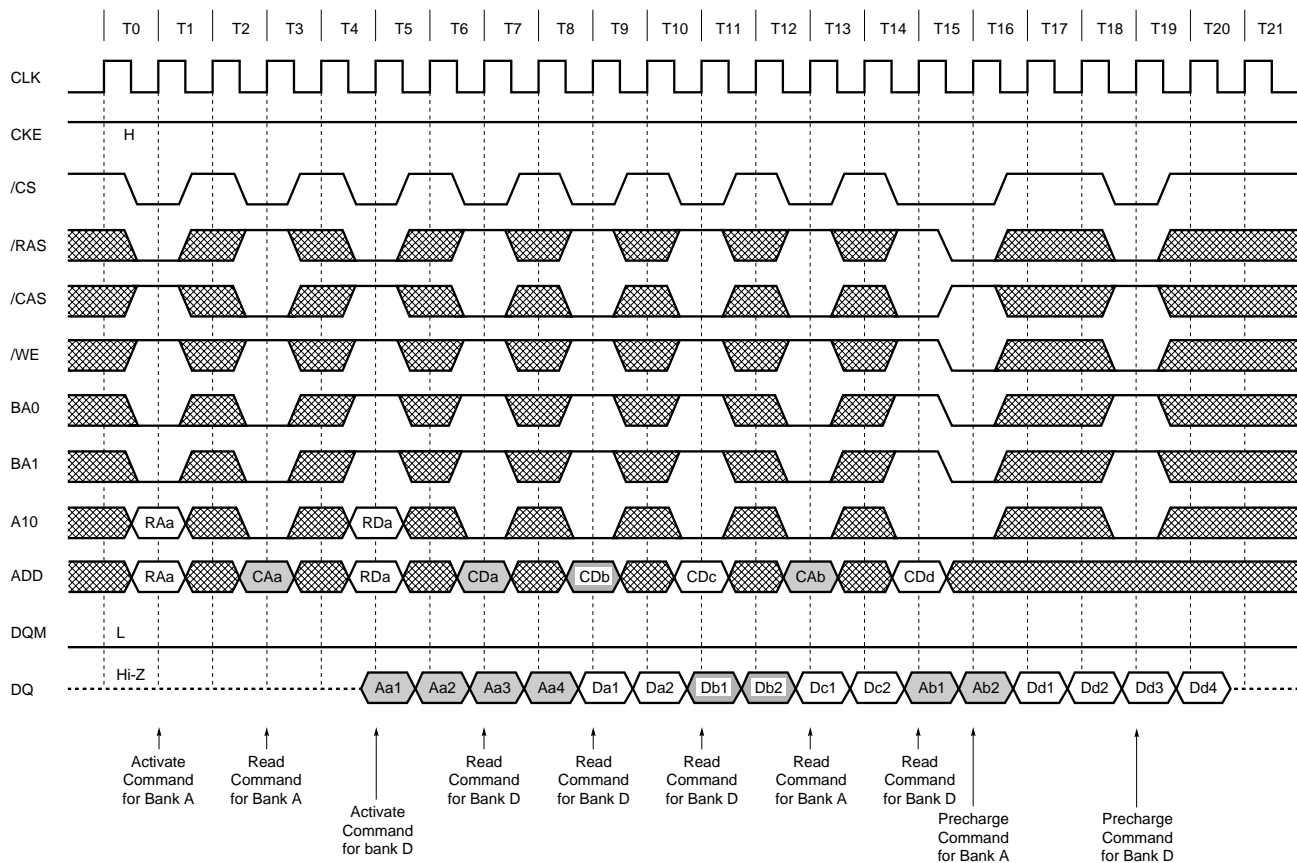 T0 T1 T2 T3 T4 T5 T6 T7 T8 T9 T10 T11 T12 T13 T14 T15 T16 T17 T18 T19 T20 T21
CLK
CKE H
/CS
/RAS
/CAS
/WE
BA0
BA1
A10 RAa RDa
ADD RAa CAa RDa CDa CDb CDc CAb CDd
DQM L
Hi-Z
DQ Aa1 Aa2 Aa3 Aa4 Da1 Da2 Db1 Db2 Dc1 Dc2 Ab1 Ab2 Dd1 Dd2 Dd3 Dd4
Activate
Command
for Bank A
Read
Command
for Bank A
Activate
Command
for bank D
Read
Command
for Bank D
Read
Command
for Bank D
Read
Command
for Bank D
Read
Command
for Bank A
Read
Command
for Bank D
Precharge
Command
for Bank A
Precharge
Command
for Bank D